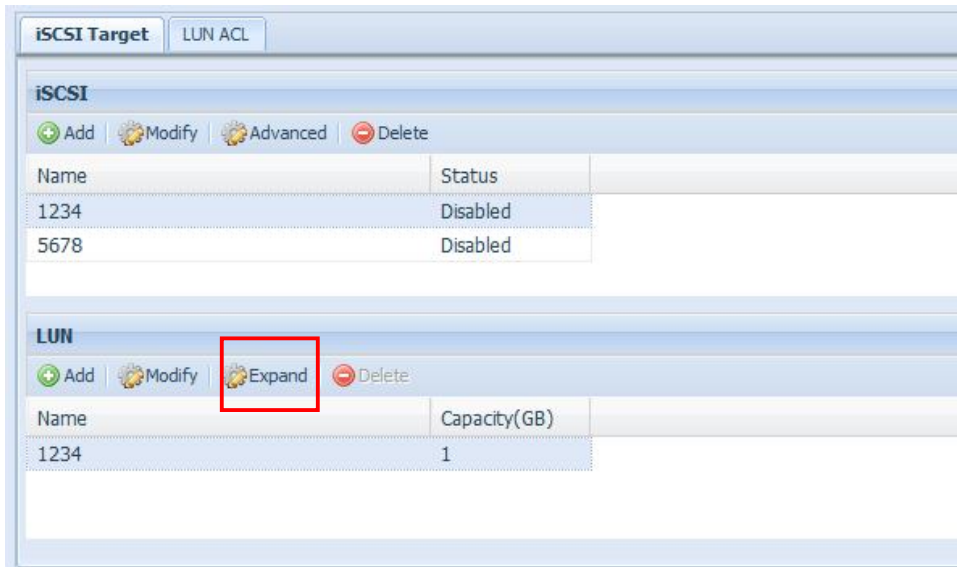 iSCSI Target LUN ACL
iSCSI
Add Modify Advanced Delete
Name Status
1234 Disabled
5678 Disabled
LUN
Add Modify Expand Delete
Name Capacity(GB)
1234 1